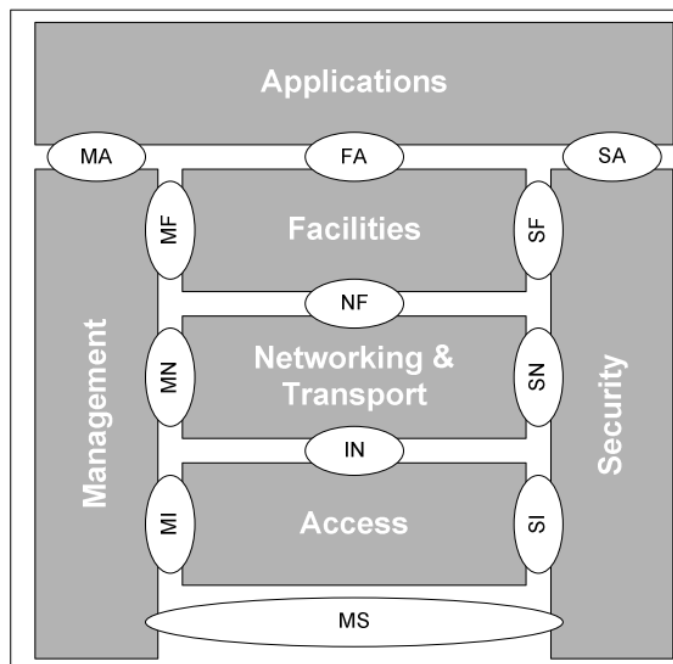 Applications
MA
FA
SA
MF
Facilities
SF
NF
Management
MN
Networking &
Transport
SN
Security
IN
MI
Access
SI
MS